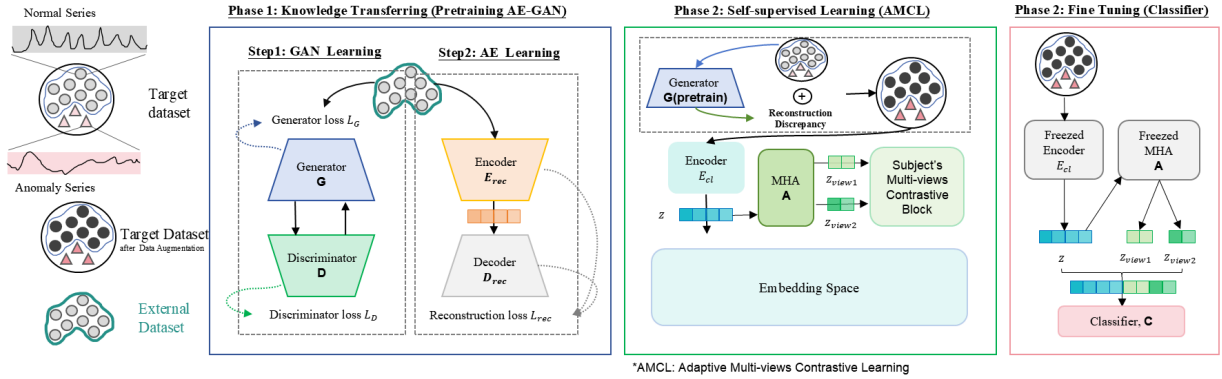 Normal Series
Target
dataset
Anomaly Series
Target Dataset
after Data Augmentation
External
Dataset
Phase 1: Knowledge Transferring (Pretraining AE-GAN)
Step1: GAN Learning
Step2: AE Learning
Generator loss L_G
Generator
G
Discriminator
D
Discriminator loss L_D
Encoder
E_rec
Decoder
D_rec
Reconstruction loss L_rec
Phase 2: Self-supervised Learning (AMCL)
Generator
G(pretrain)
Reconstruction
Discrepancy
Encoder
E_cl
z
MHA
A
z_view1
z_view2
Subject's
Multi-views
Contrastive
Block
Embedding Space
*AMCL: Adaptive Multi-views Contrastive Learning
Phase 2: Fine Tuning (Classifier)
Freezed
Encoder
E_cl
Freezed
MHA
A
z
z_view1
z_view2
Classifier, C